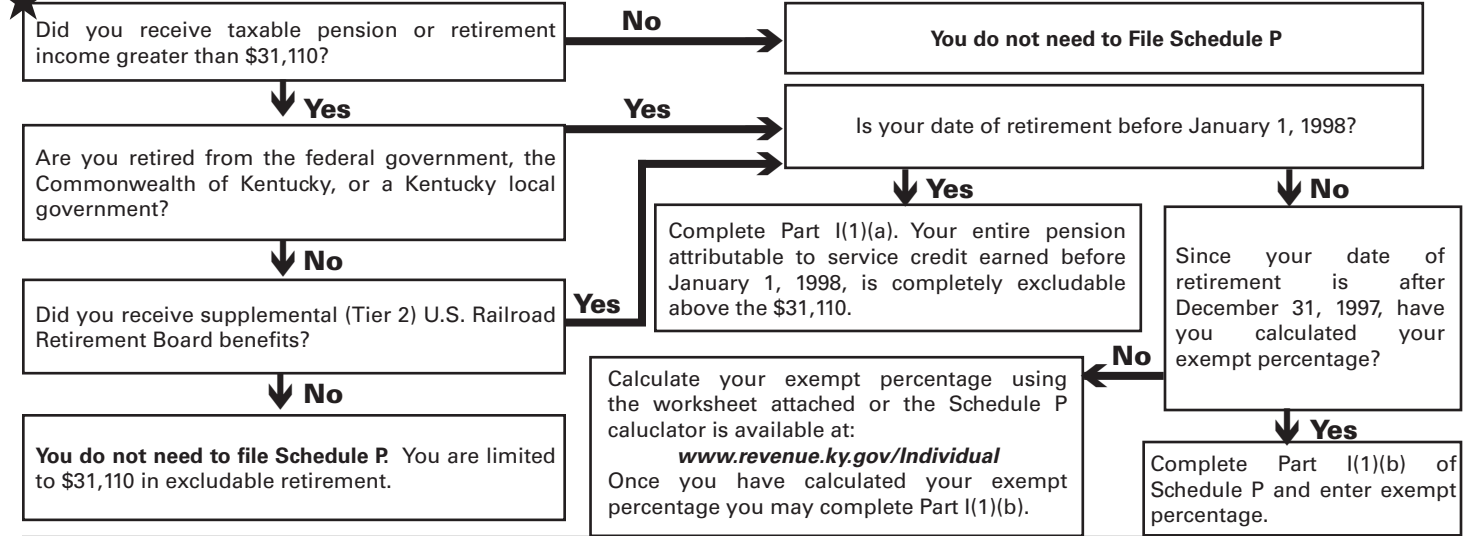 Did you receive taxable pension or retirement
income greater than $31,110?
No
You do not need to File Schedule P
Yes
Are you retired from the federal government, the
Commonwealth of Kentucky, or a Kentucky local
government?
Yes
Is your date of retirement before January 1, 1998?
Yes
Complete Part I(1)(a). Your entire pension
attributable to service credit earned before
January 1, 1998, is completely excludable
above the $31,110.
No
Since your date of
retirement is after
December 31, 1997, have
you calculated your
exempt percentage?
No
Did you receive supplemental (Tier 2) U.S. Railroad
Retirement Board benefits?
Yes
No
You do not need to file Schedule P. You are limited
to $31,110 in excludable retirement.
No
Calculate your exempt percentage using
the worksheet attached or the Schedule P
caluclator is available at:
www.revenue.ky.gov/Individual
Once you have calculated your exempt
percentage you may complete Part I(1)(b).
Yes
Complete Part I(1)(b) of
Schedule P and enter exempt
percentage.